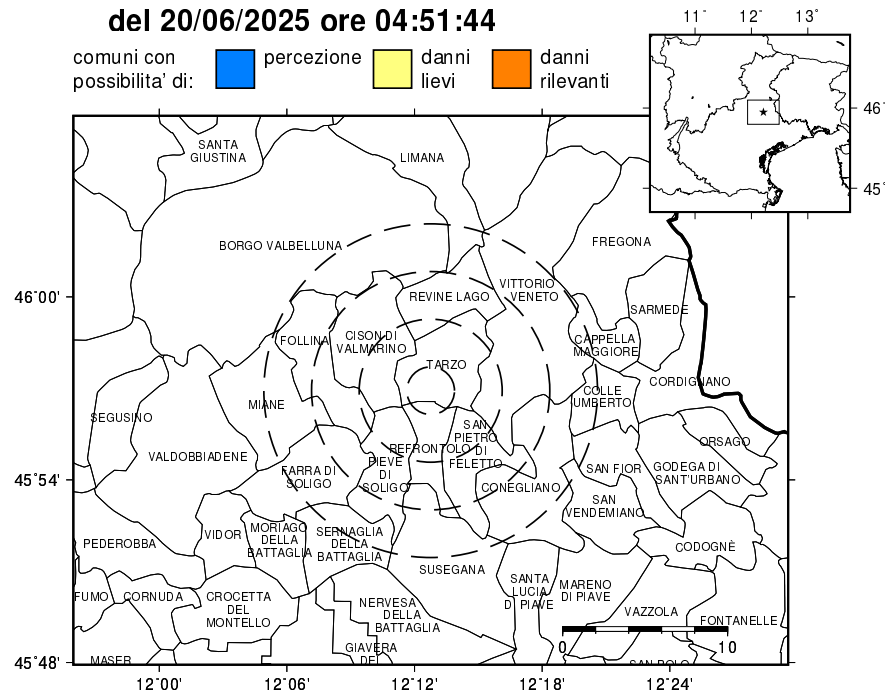 del 20/06/2025 ore 04:51:44
comuni con
possibilita' di:
percezione
danni
lievi
danni
rilevanti
11˚
12˚
13˚
46˚
45˚
SANTA
GIUSTINA
LIMANA
BORGO VALBELLUNA
FREGONA
46˚00'
REVINE LAGO
VITTORIO
VENETO
SARMEDE
FOLLINA
CISON DI
VALMARINO
CAPPELLA
MAGGIORE
TARZO
CORDIGNANO
MIANE
COLLE
UMBERTO
SEGUSINO
SAN
PIETRO
DI
FELETTO
ORSAGO
REFRONTOLO
VALDOBBIADENE
PIEVE
DI
SOLIGO
FARRA DI
SOLIGO
SAN FIOR
GODEGA DI
SANT'URBANO
45˚54'
CONEGLIANO
SAN
VENDEMIANO
VIDOR
MORIAGO
DELLA
BATTAGLIA
SERNAGLIA
DELLA
BATTAGLIA
PEDEROBBA
CODOGNÈ
SUSEGANA
SANTA
LUCIA
DI PIAVE
MARENO
DI PIAVE
FUMO
CORNUDA
CROCETTA
DEL
MONTELLO
NERVESA
DELLA
BATTAGLIA
VAZZOLA
FONTANELLE
0
10
GIAVERA
DEL
MASER
SAN POLO
45˚48'
12˚00'
12˚06'
12˚12'
12˚18'
12˚24'